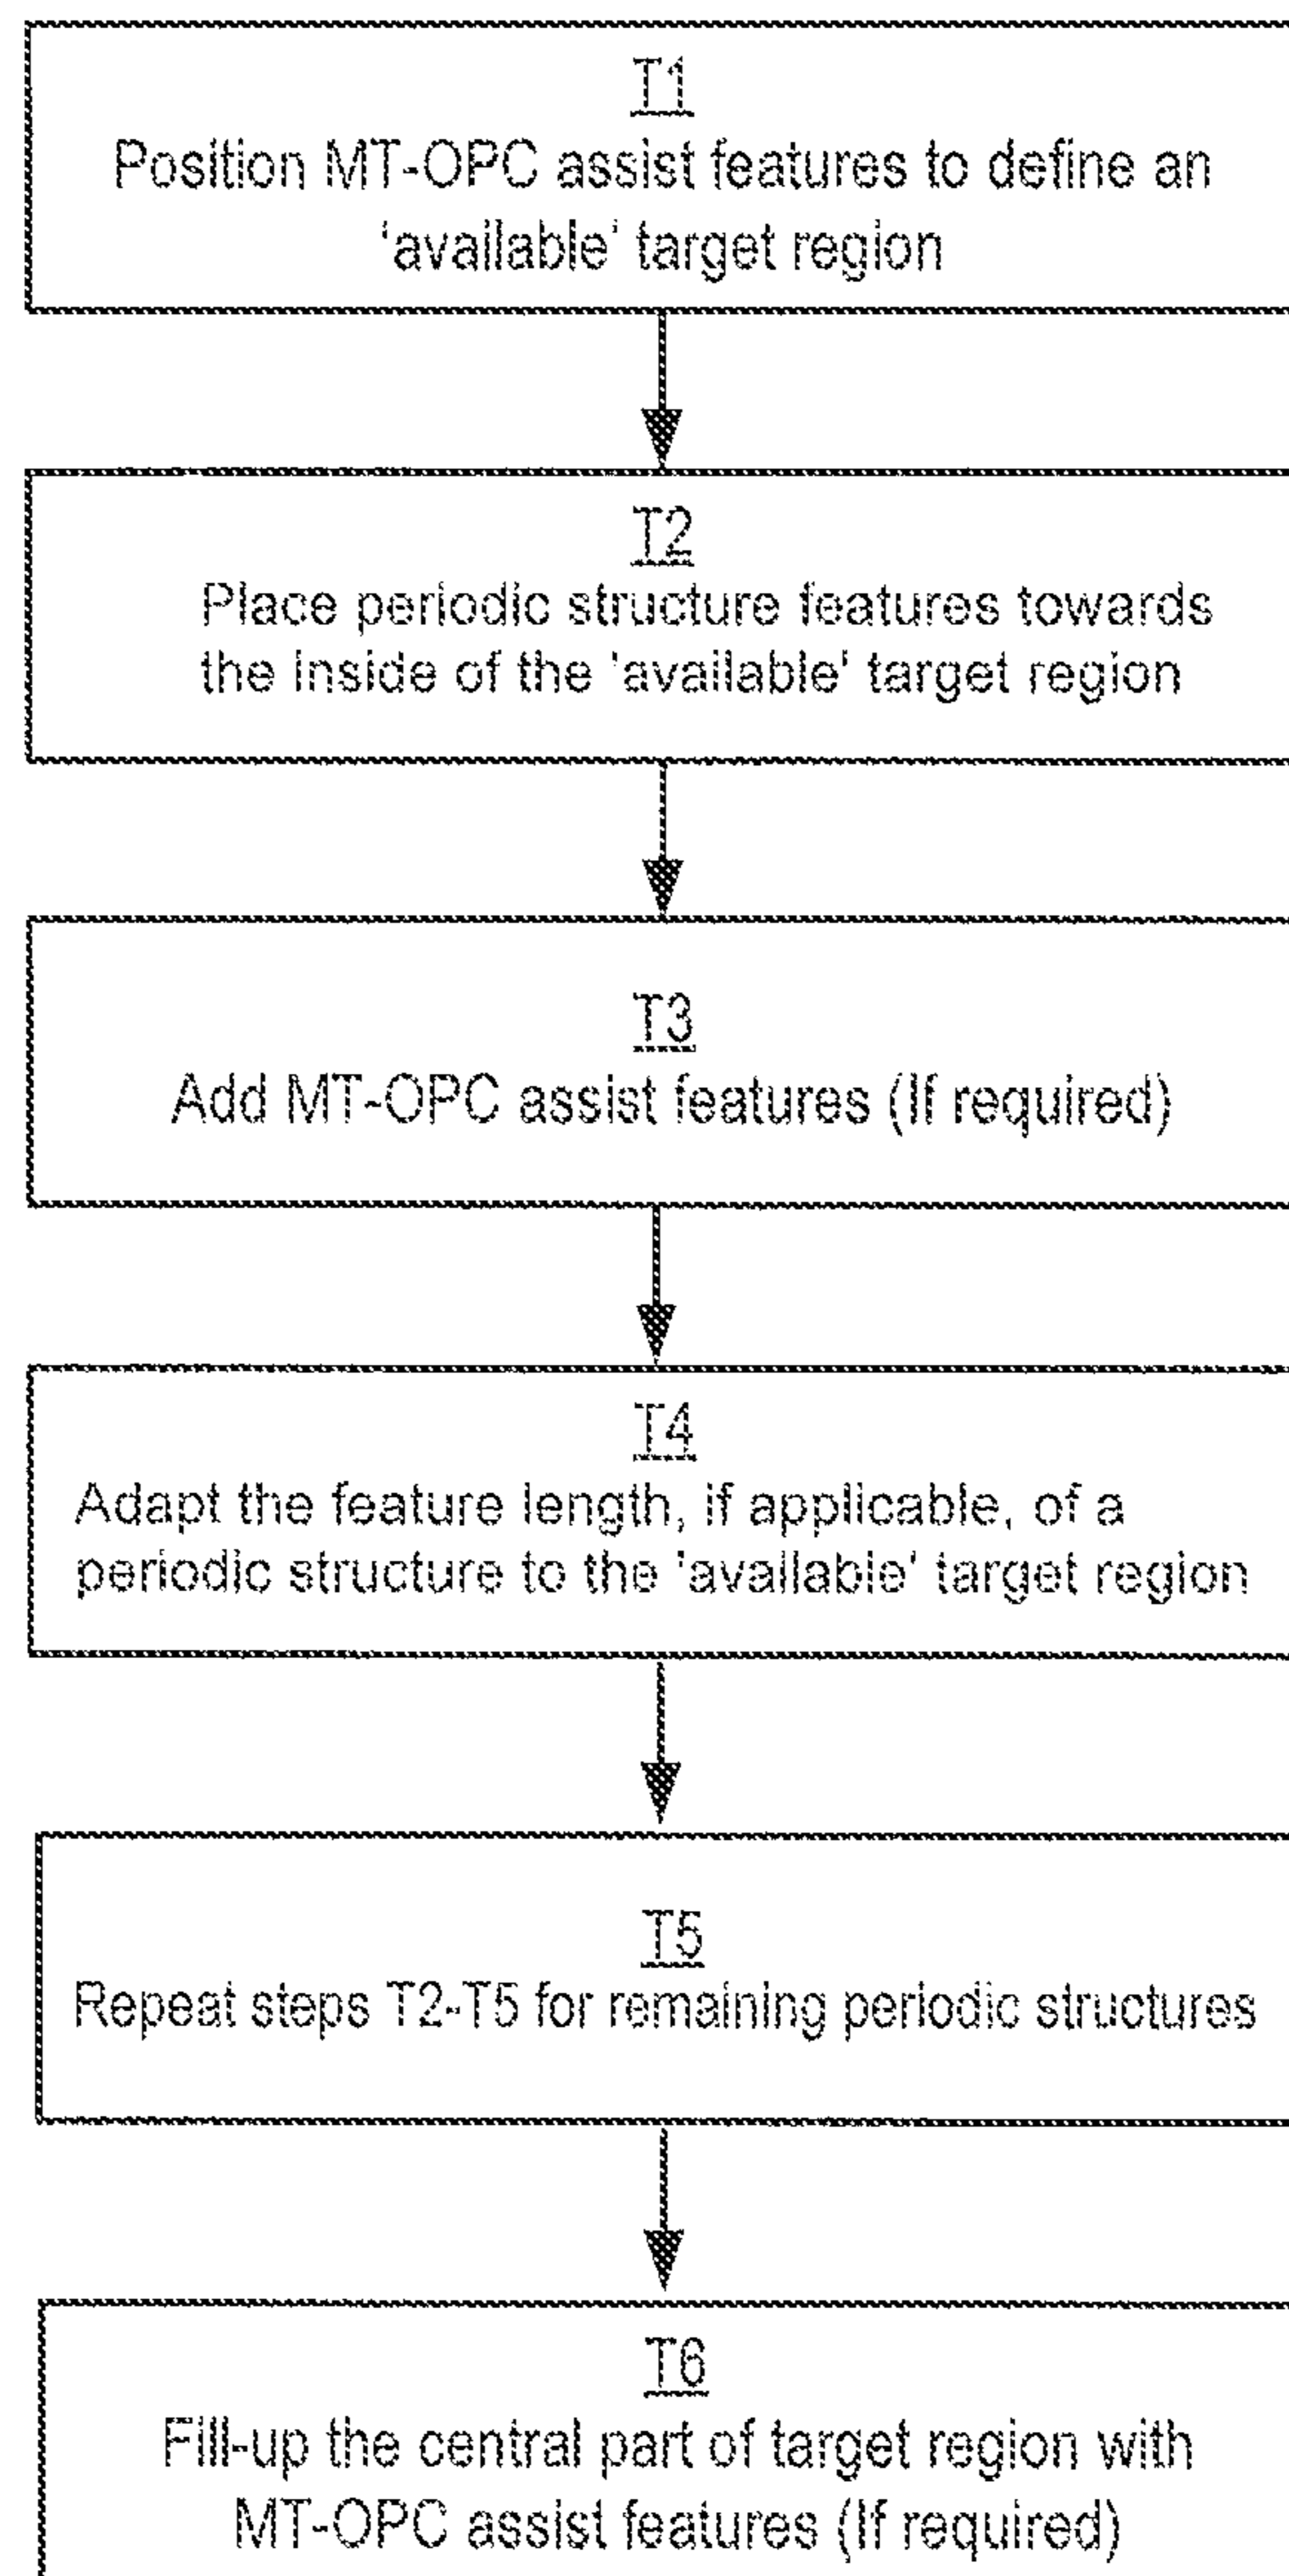 T1
Position MT-OPC assist features to define an
'available' target region
T2
Place periodic structure features towards
the inside of the 'available' target region
T3
Add MT-OPC assist features (If required)
T4
Adapt the feature length, if applicable, of a
periodic structure to the 'available' target region
T5
Repeat steps T2-T5 for remaining periodic structures
T6
Fill-up the central part of target region with
MT-OPC assist features (If required)